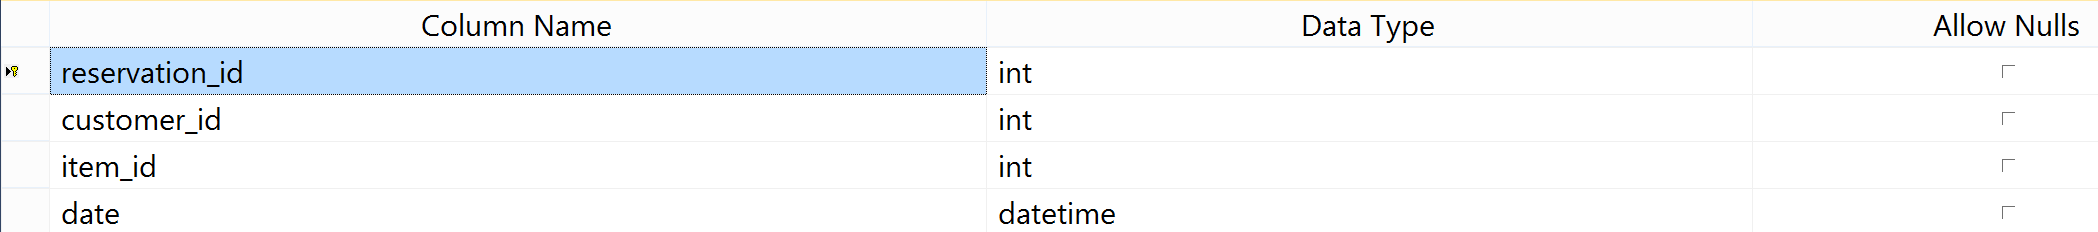 Column Name Data Type Allow Nulls
reservation_id int
customer_id int
item_id int
date datetime